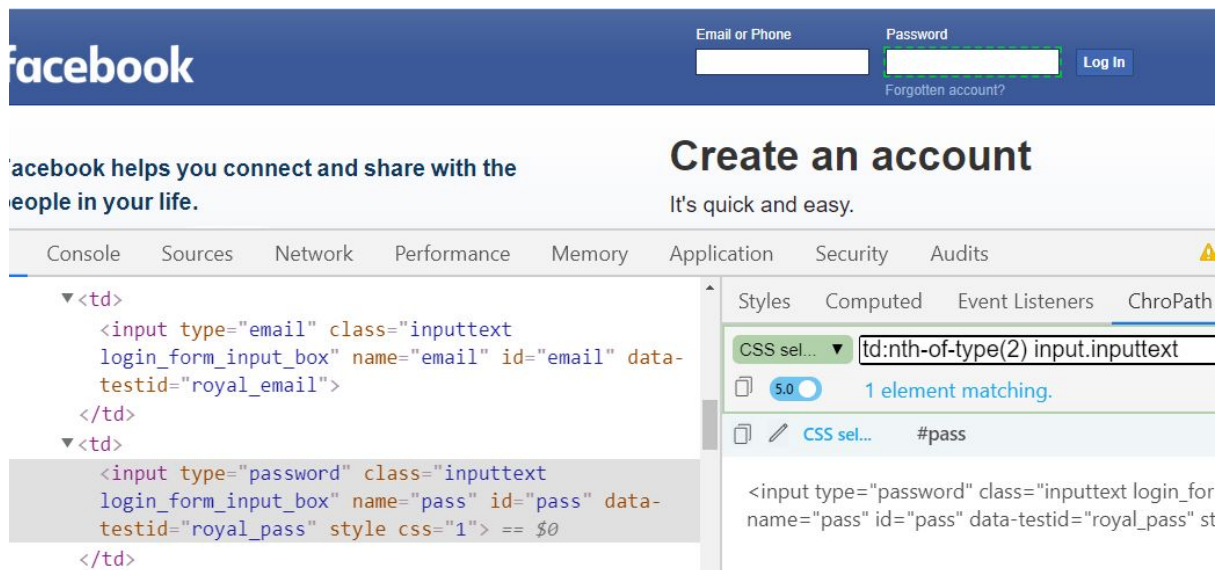 Email or Phone Password
facebook
Log In
Forgotten account?
Create an account
facebook helps you connect and share with the
people in your life.
It's quick and easy.
Console Sources Network Performance Memory Application Security Audits
▼<td>
<input type="email" class="inputtext
login_form_input_box" name="email" id="email" data-
testid="royal_email">
</td>
▼<td>
<input type="password" class="inputtext
login_form_input_box" name="pass" id="pass" data-
testid="royal_pass" style css="1"> == $0
</td>
Styles Computed Event Listeners ChroPath
CSS sel... ▼ td:nth-of-type(2) input.inputtext
5.0 1 element matching.
CSS sel... #pass
<input type="password" class="inputtext login_for
name="pass" id="pass" data-testid="royal_pass" st